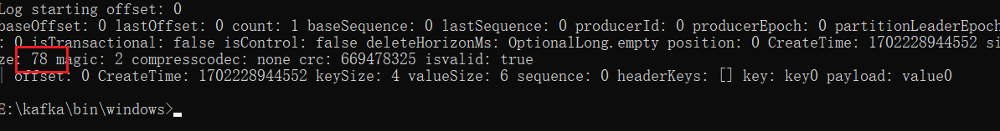 Log starting offset: 0
baseOffset: 0 lastOffset: 0 count: 1 baseSequence: 0 lastSequence: 0 producerId: 0 producerEpoch: 0 partitionLeaderEpoch
: 0 isTransactional: false isControl: false deleteHorizonMs: OptionalLong.empty position: 0 CreateTime: 1702228944552 si
ze: 78 magic: 2 compresscodec: none crc: 669478325 isvalid: true
| offset: 0 CreateTime: 1702228944552 keySize: 4 valueSize: 6 sequence: 0 headerKeys: [] key: key0 payload: value0
E:\kafka\bin\windows>